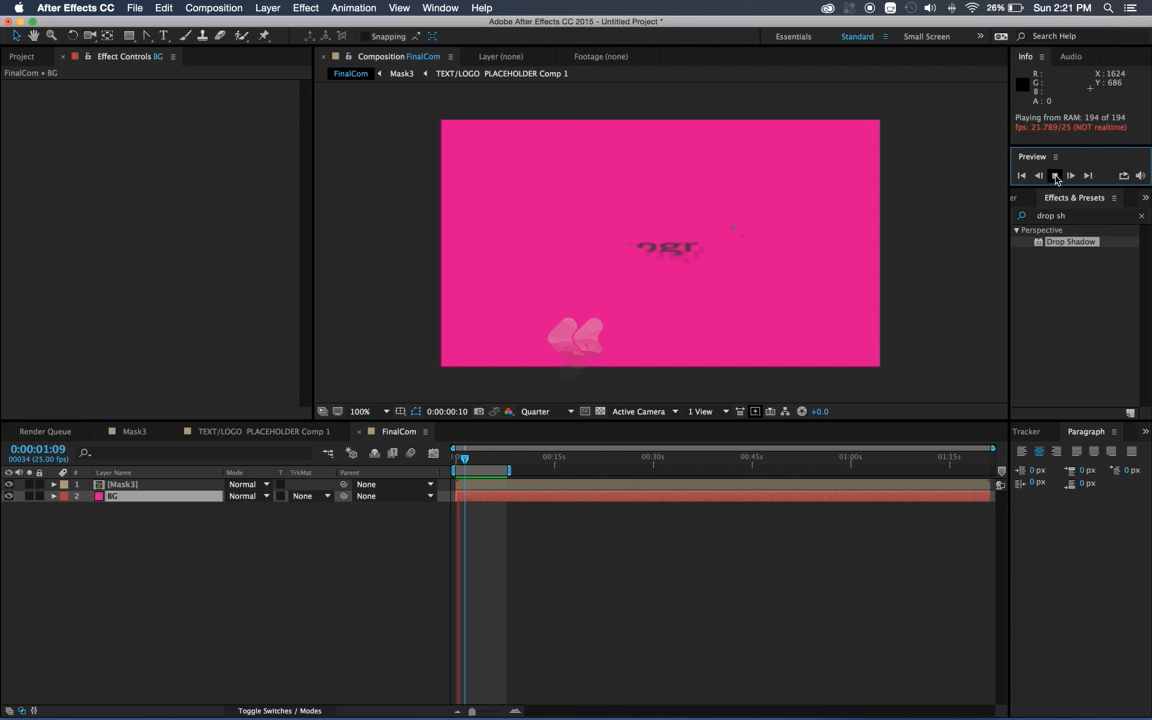 After Effects CC File Edit Composition Layer Effect Animation View Window Help 26% Sun 2:21 PM
Adobe After Effects CC 2015 - Untitled Project *
Snapping Essentials Standard Small Screen Search Help
Project Effect Controls BG Composition FinalCom Layer (none) Footage (none) Info Audio
FinalCom • BG FinalCom Mask3 TEXT/LOGO PLACEHOLDER Comp 1
R : X : 1624
G : Y : 686
B :
A : 0
Playing from RAM: 194 of 194
fps: 21.789/25 (NOT realtime)
Preview
Effects & Presets
drop sh
Perspective
Drop Shadow
100% 0:00:00:10 Quarter Active Camera 1 View +0.0
Render Queue Mask3 TEXT/LOGO PLACEHOLDER Comp 1 FinalCom Tracker Paragraph
0:00:01:09
00034 (25.00 fps)
00:15s 00:30s 00:45s 01:00s 01:15s
# Layer Name Mode T TrkMat Parent
1 [Mask3] Normal None
2 BG Normal None None
0 px 0 px 0 px
0 px 0 px
Toggle Switches / Modes